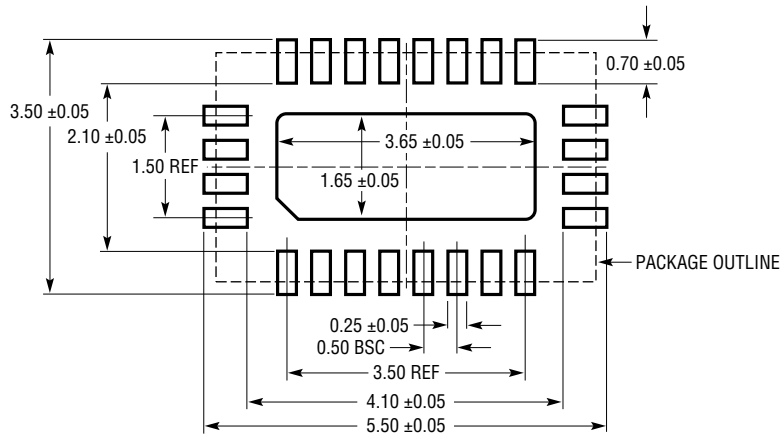 0.70 ±0.05
3.50 ±0.05
2.10 ±0.05
3.65 ±0.05
1.50 REF
1.65 ±0.05
PACKAGE OUTLINE
0.25 ±0.05
0.50 BSC
3.50 REF
4.10 ±0.05
5.50 ±0.05